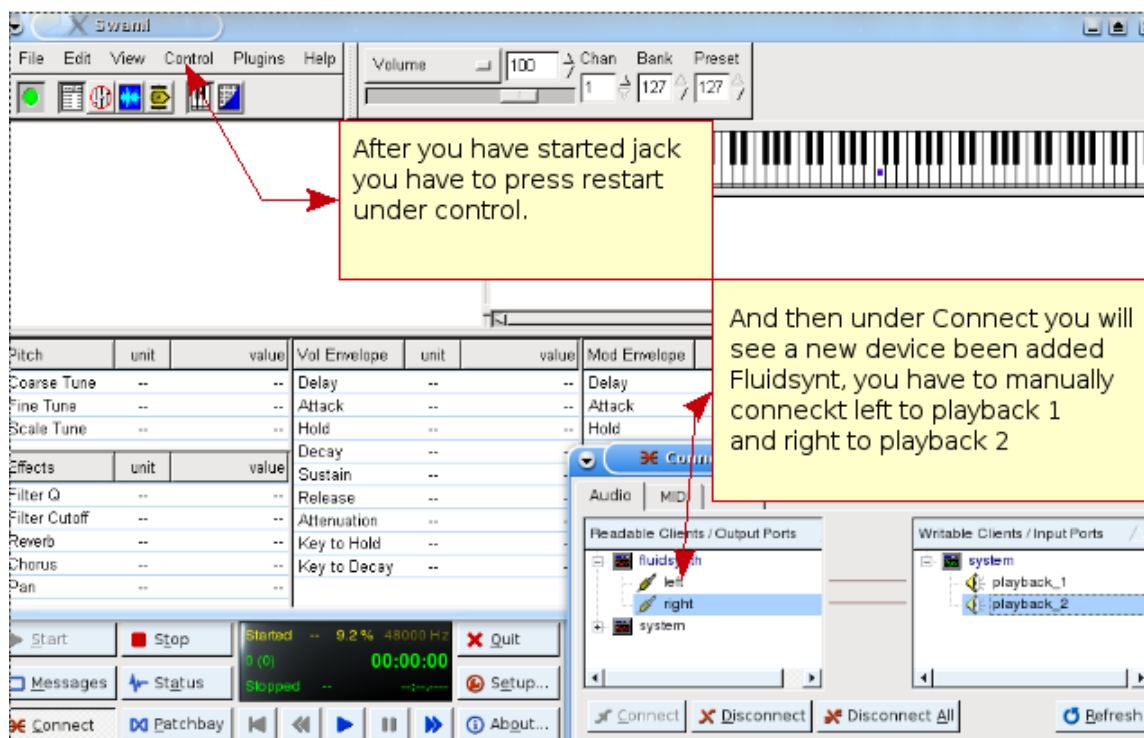 Swami
File Edit View Control Plugins Help
Volume 100
Chan Bank Preset
1 127 127
After you have started jack
you have to press restart
under control.
And then under Connect you will
see a new device been added
Fluidsynt, you have to manually
conneckt left to playback 1
and right to playback 2
Pitch unit value
Coarse Tune -- --
Fine Tune -- --
Scale Tune -- --
Effects unit value
Filter Q -- --
Filter Cutoff -- --
Reverb -- --
Chorus -- --
Pan -- --
Vol Envelope unit value
Delay -- --
Attack -- --
Hold -- --
Decay --
Sustain --
Release --
Attenuation --
Key to Hold --
Key to Decay --
Mod Envelope
Delay
Attack
Hold
Audio MIDI
Readable Clients / Output Ports
fluidsynth
left
right
system
Writable Clients / Input Ports
system
playback_1
playback_2
Connect Disconnect Disconnect All Refresh
Start Stop
Messages Status
Connect Patchbay
Started -- 9.2 % 48000 Hz
0 (0) 00:00:00
Stopped -- --:--.----
Quit
Setup...
About...